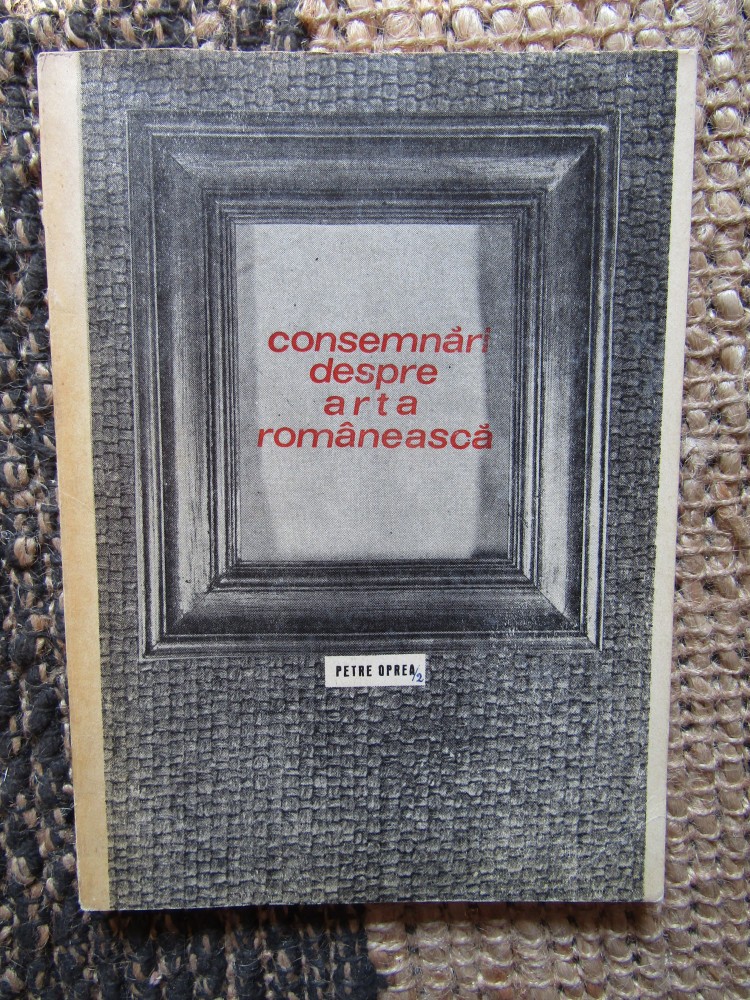 consemnări
despre
arta
românească
PETRE OPREA/2